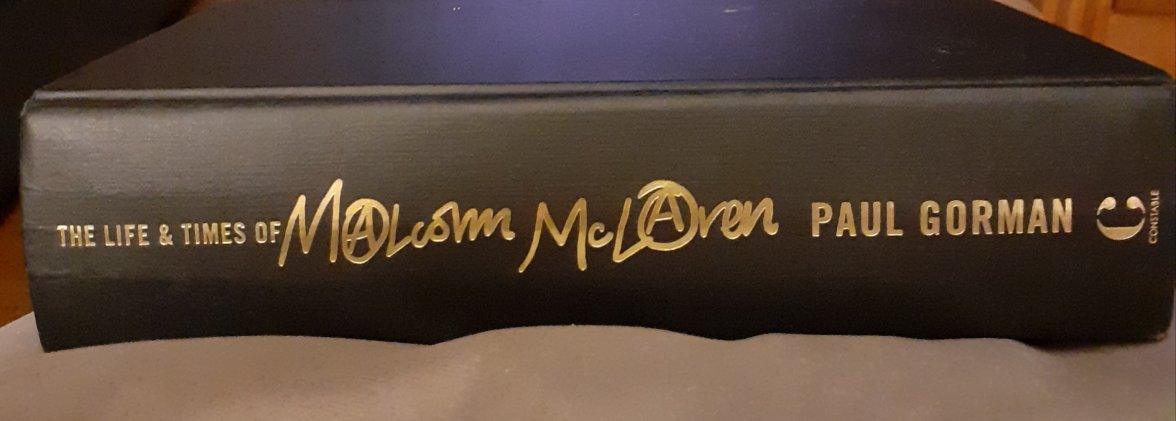 THE LIFE & TIMES OF MALcolm McLAren PAUL GORMAN
C
CONSTABLE